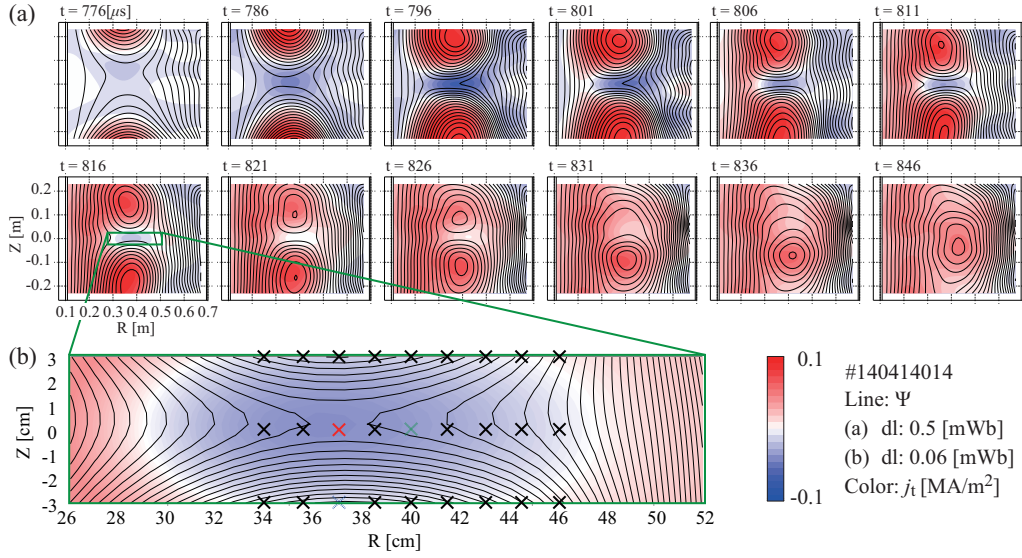 (a)
t = 776[μs]
786
t = 796
t = 801
t = 806
t = 811
t = 816
t = 821
t = 826
t = 831
t = 836
t = 846
Z [m]
0.2
0.1
0.0
-0.1
-0.2
0.1 0.2 0.3 0.4 0.5 0.6 0.7
R [m]
(b)
Z [cm]
3
2
1
0
-1
-2
-3
26 28 30 32 34 36 38 40 42 44 46 48 50 52
R [cm]
0.1
-0.1
#140414014
Line: Ψ
(a) dl: 0.5 [mWb]
(b) dl: 0.06 [mWb]
Color: jt [MA/m²]